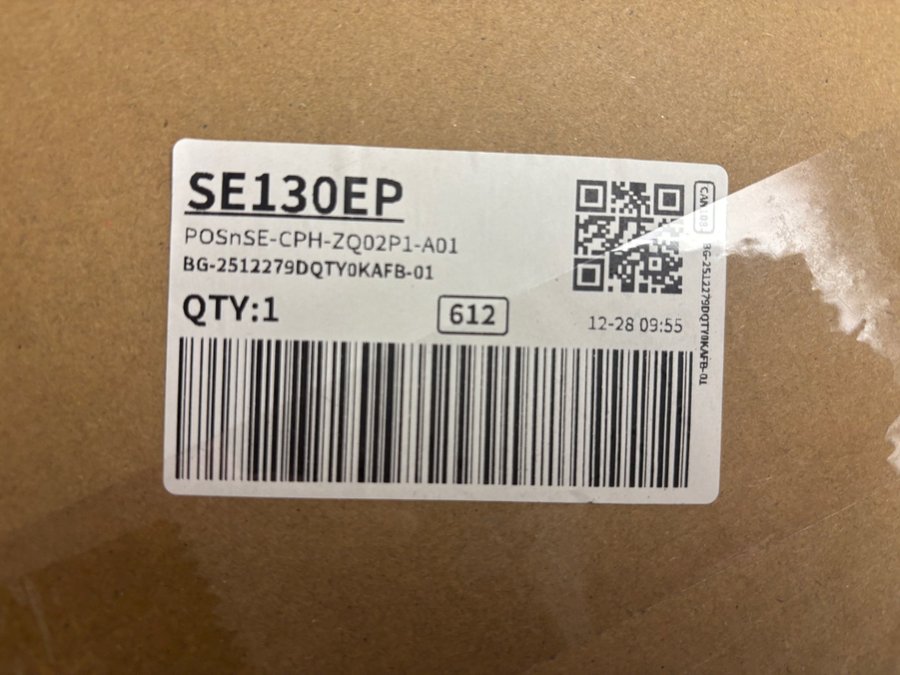 SE130EP
POSnSE-CPH-ZQ02P1-A01
BG-2512279DQTY0KAFB-01
QTY:1
612
12-28 09:55
BG-2512279DQTY0KAFB-01